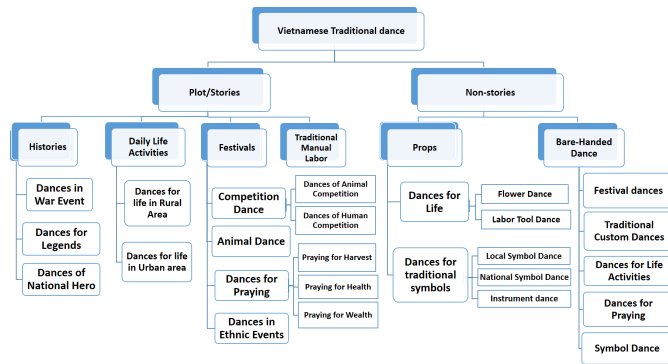 Vietnamese Traditional dance
Plot/Stories
Non-stories
Histories
Daily Life
Activities
Festivals
Traditional
Manual
Labor
Props
Bare-Handed
Dance
Dances in
War Event
Dances for
Legends
Dances of
National Hero
Dances for
life in Rural
Area
Dances for life
in Urban area
Competition
Dance
Dances of Animal
Competition
Dances of Human
Competition
Animal Dance
Dances for
Praying
Praying for Harvest
Praying for Health
Praying for Wealth
Dances in
Ethnic Events
Dances for
Life
Flower Dance
Labor Tool Dance
Dances for
traditional
symbols
Local Symbol Dance
National Symbol Dance
Instrument dance
Festival dances
Traditional
Custom Dances
Dances for Life
Activities
Dances for
Praying
Symbol Dance